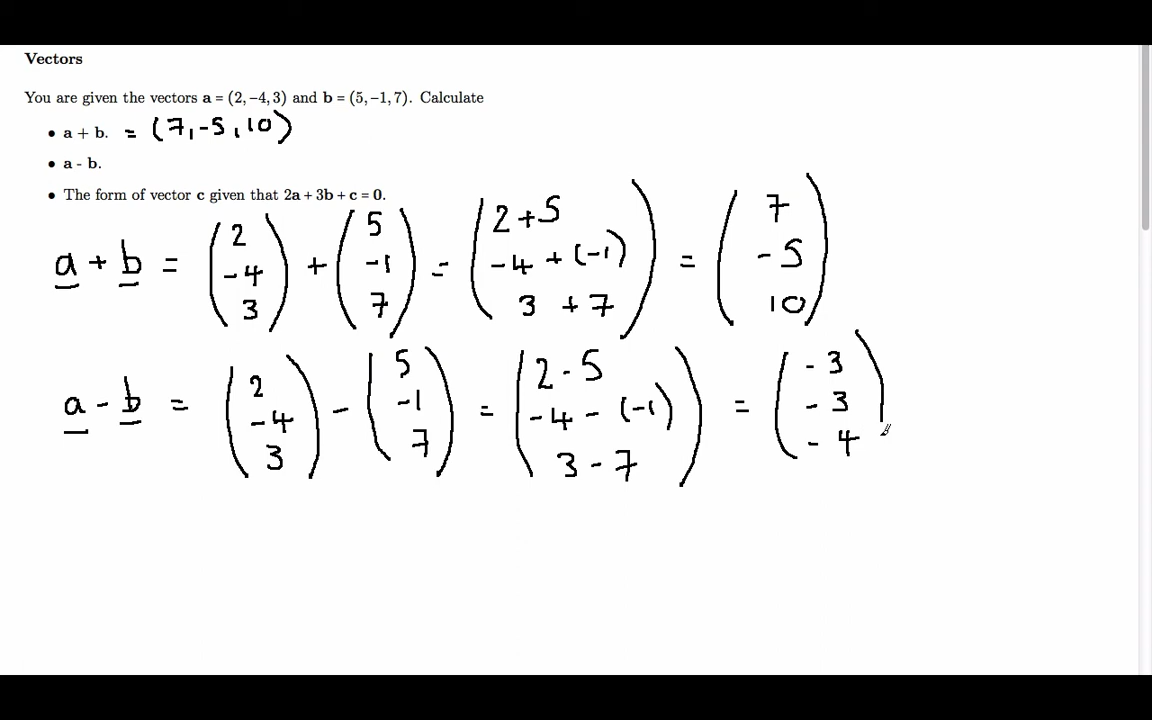 Vectors
You are given the vectors a = (2, −4, 3) and b = (5, −1, 7). Calculate
• a + b. = (7, -5, 10)
• a - b.
• The form of vector c given that 2a + 3b + c = 0.
a + b = (2 -4 3) + (5 -1 7) = (2+5 -4+(-1) 3+7) = (7 -5 10)
a - b = (2 -4 3) - (5 -1 7) = (2-5 -4-(-1) 3-7) = (-3 -3 -4)